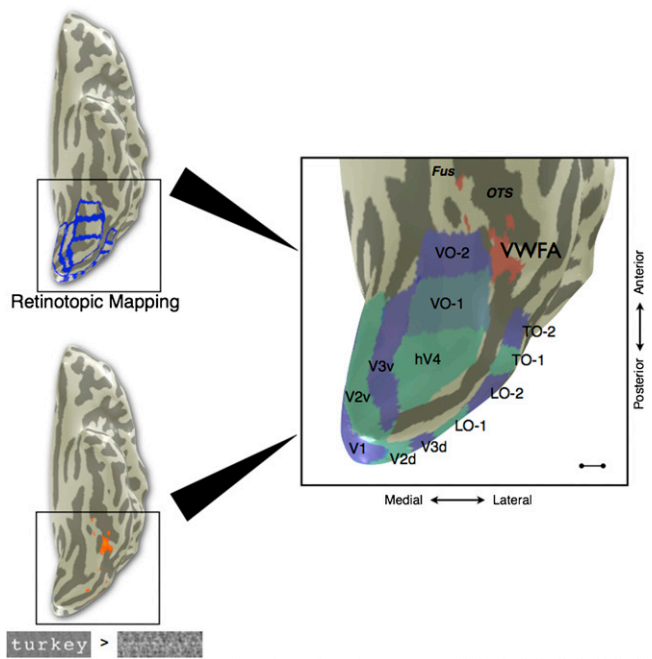 Retinotopic Mapping
turkey >
Fus
OTS
VWFA
VO-2
VO-1
hV4
V3v
V2v
V1
V2d
V3d
LO-1
LO-2
TO-1
TO-2
Anterior
Posterior
Medial
Lateral